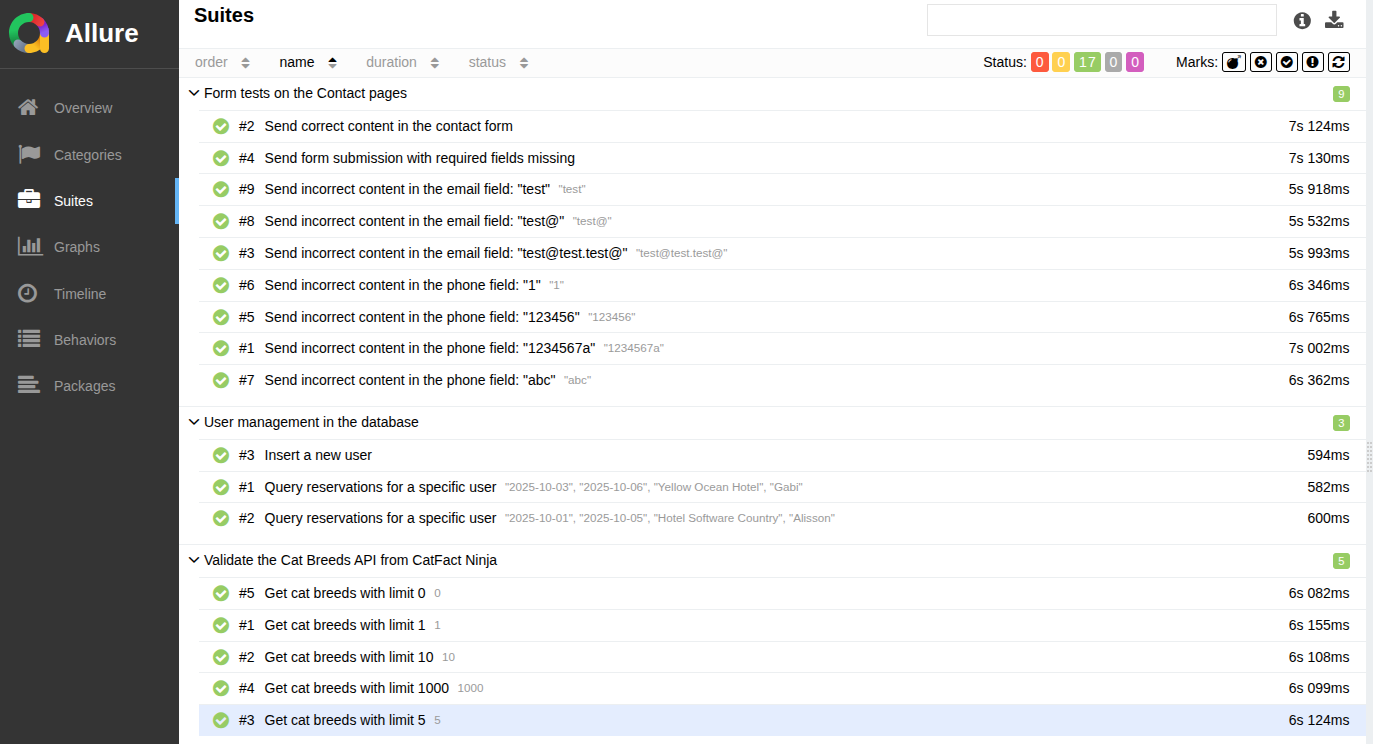 Allure
Overview
Categories
Suites
Graphs
Timeline
Behaviors
Packages
Suites
order name duration status Status: 0 0 17 0 0 Marks:
Form tests on the Contact pages 9
#2 Send correct content in the contact form 7s 124ms
#4 Send form submission with required fields missing 7s 130ms
#9 Send incorrect content in the email field: "test" "test" 5s 918ms
#8 Send incorrect content in the email field: "test@" "test@" 5s 532ms
#3 Send incorrect content in the email field: "test@test.test@" "test@test.test@" 5s 993ms
#6 Send incorrect content in the phone field: "1" "1" 6s 346ms
#5 Send incorrect content in the phone field: "123456" "123456" 6s 765ms
#1 Send incorrect content in the phone field: "1234567a" "1234567a" 7s 002ms
#7 Send incorrect content in the phone field: "abc" "abc" 6s 362ms
User management in the database 3
#3 Insert a new user 594ms
#1 Query reservations for a specific user "2025-10-03", "2025-10-06", "Yellow Ocean Hotel", "Gabi" 582ms
#2 Query reservations for a specific user "2025-10-01", "2025-10-05", "Hotel Software Country", "Alisson" 600ms
Validate the Cat Breeds API from CatFact Ninja 5
#5 Get cat breeds with limit 0 0 6s 082ms
#1 Get cat breeds with limit 1 1 6s 155ms
#2 Get cat breeds with limit 10 10 6s 108ms
#4 Get cat breeds with limit 1000 1000 6s 099ms
#3 Get cat breeds with limit 5 5 6s 124ms